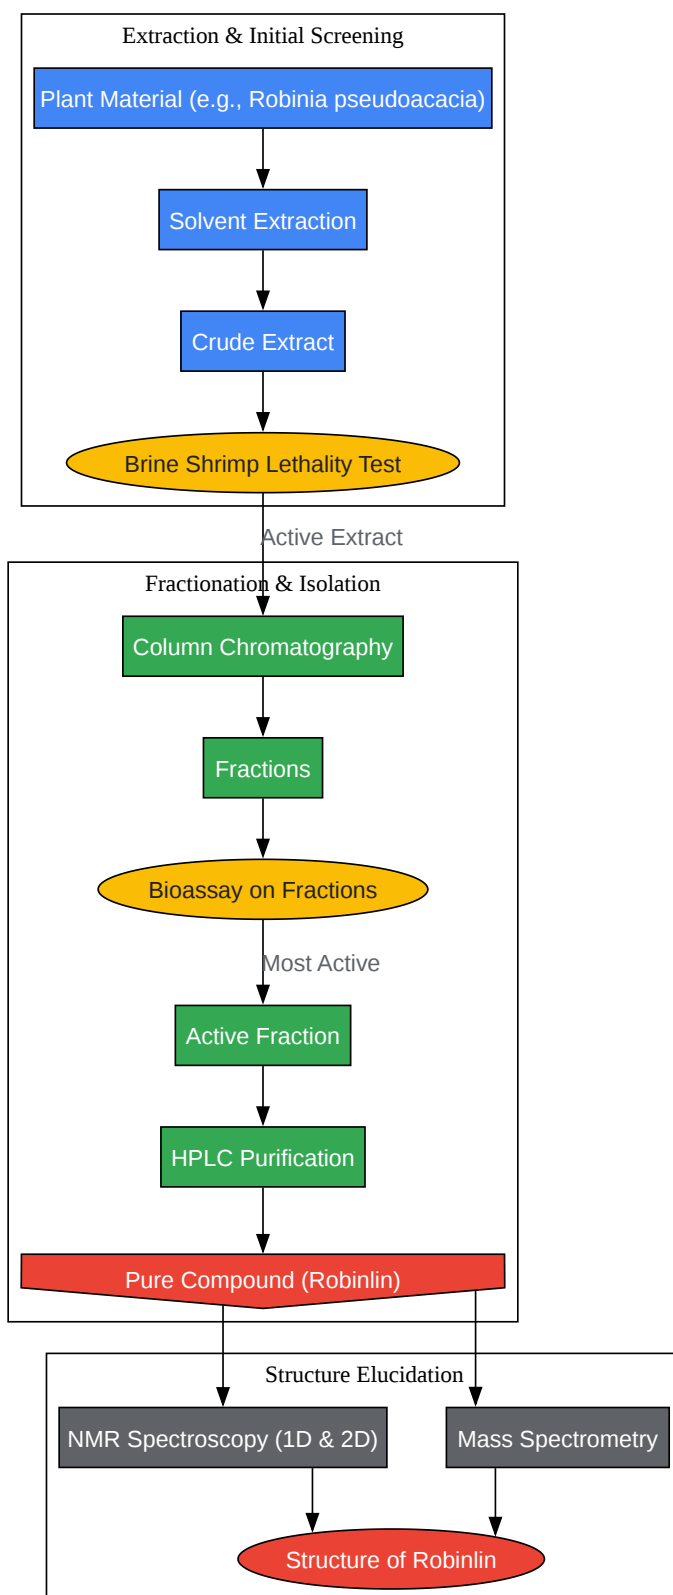 Extraction & Initial Screening
Plant Material (e.g., Robinia pseudoacacia)
Solvent Extraction
Crude Extract
Brine Shrimp Lethality Test
Active Extract
Fractionation & Isolation
Column Chromatography
Fractions
Bioassay on Fractions
Most Active
Active Fraction
HPLC Purification
Pure Compound (Robinlin)
Structure Elucidation
NMR Spectroscopy (1D & 2D)
Mass Spectrometry
Structure of Robinlin